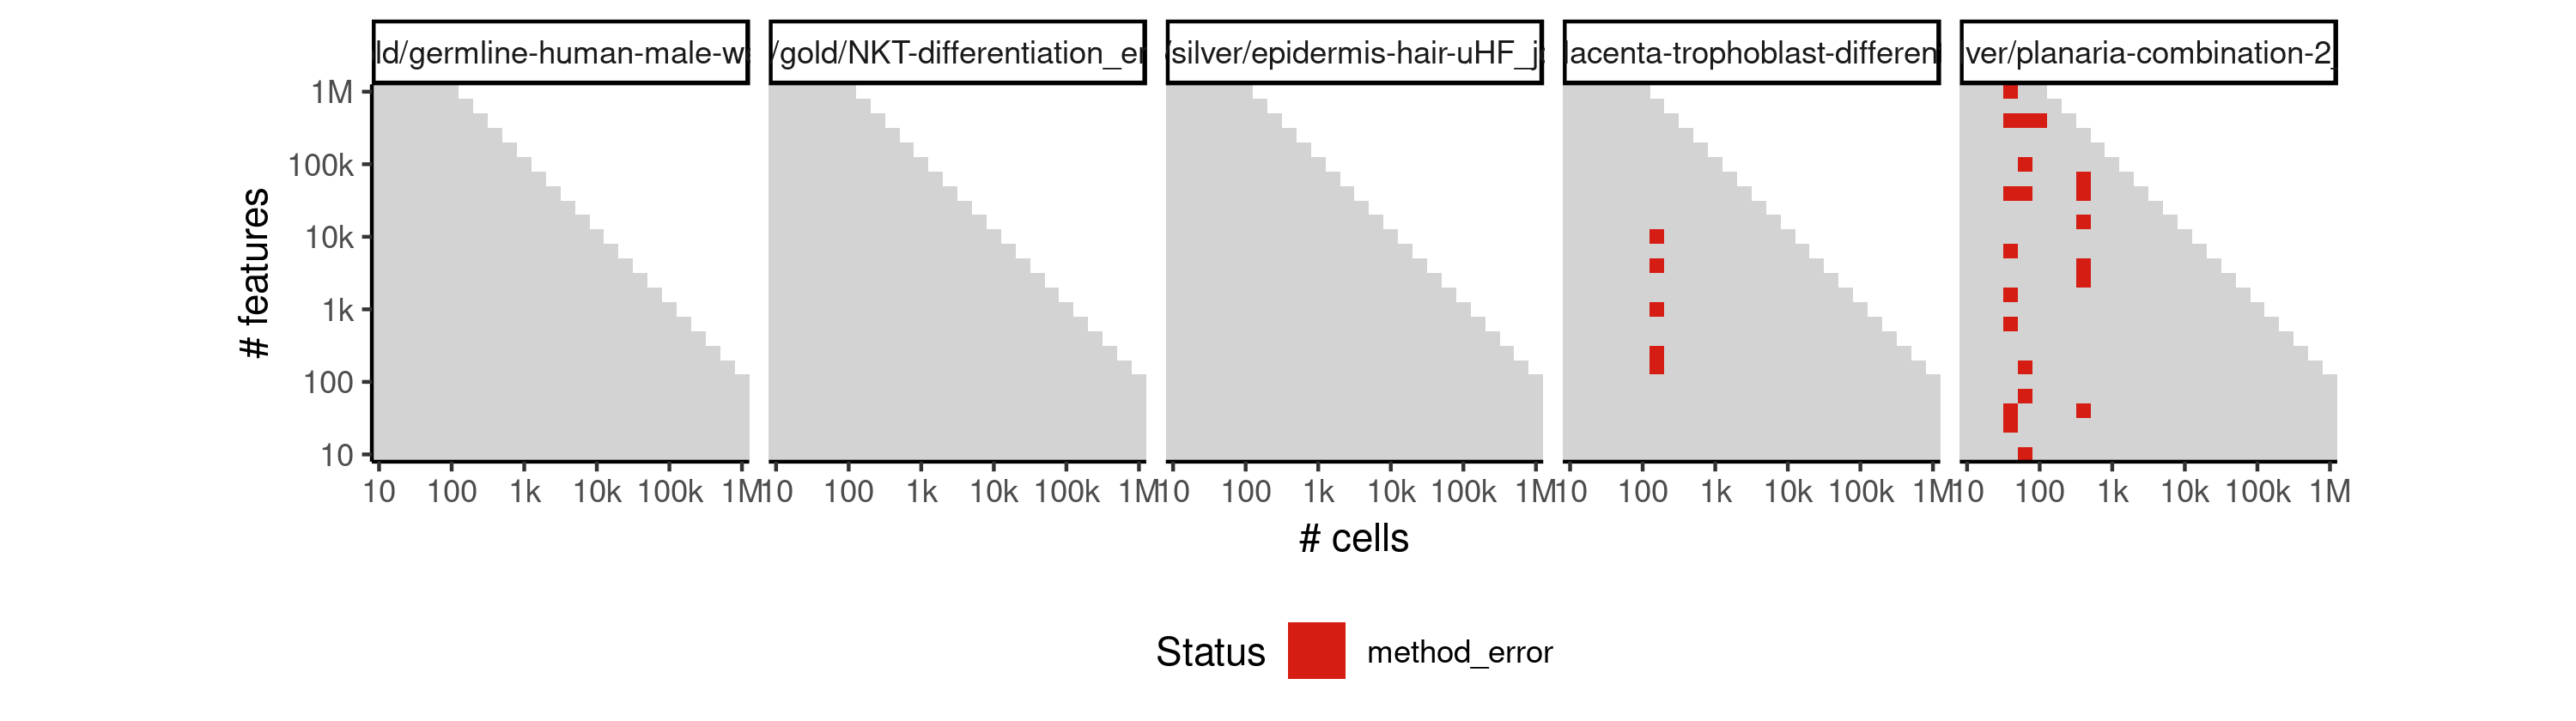 ld/germline-human-male-w
/gold/NKT-differentiation_er
/silver/epidermis-hair-uHF_j
lacenta-trophoblast-differen
ver/planaria-combination-2
1M
100k
10k
1k
100
10
# features
10 100 1k 10k 100k 1M
10 100 1k 10k 100k 1M
10 100 1k 10k 100k 1M
10 100 1k 10k 100k 1M
10 100 1k 10k 100k 1M
# cells
Status method_error